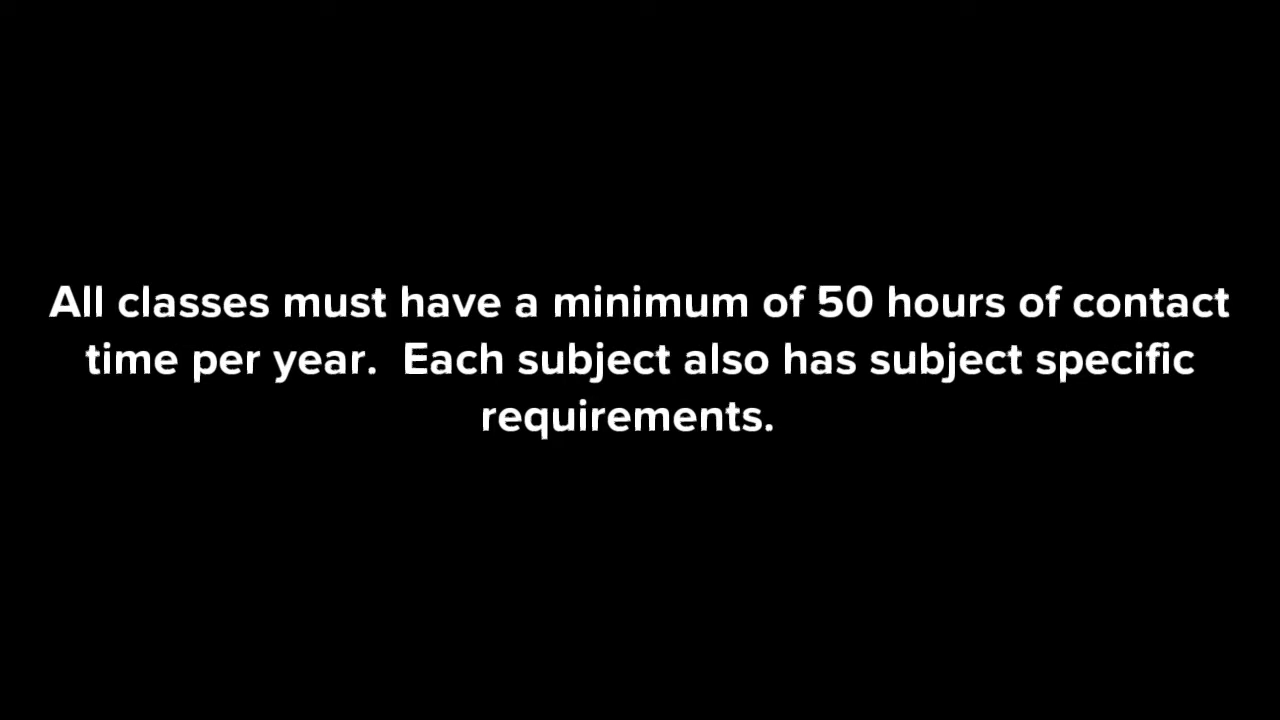 All classes must have a minimum of 50 hours of contact
time per year.  Each subject also has subject specific
requirements.